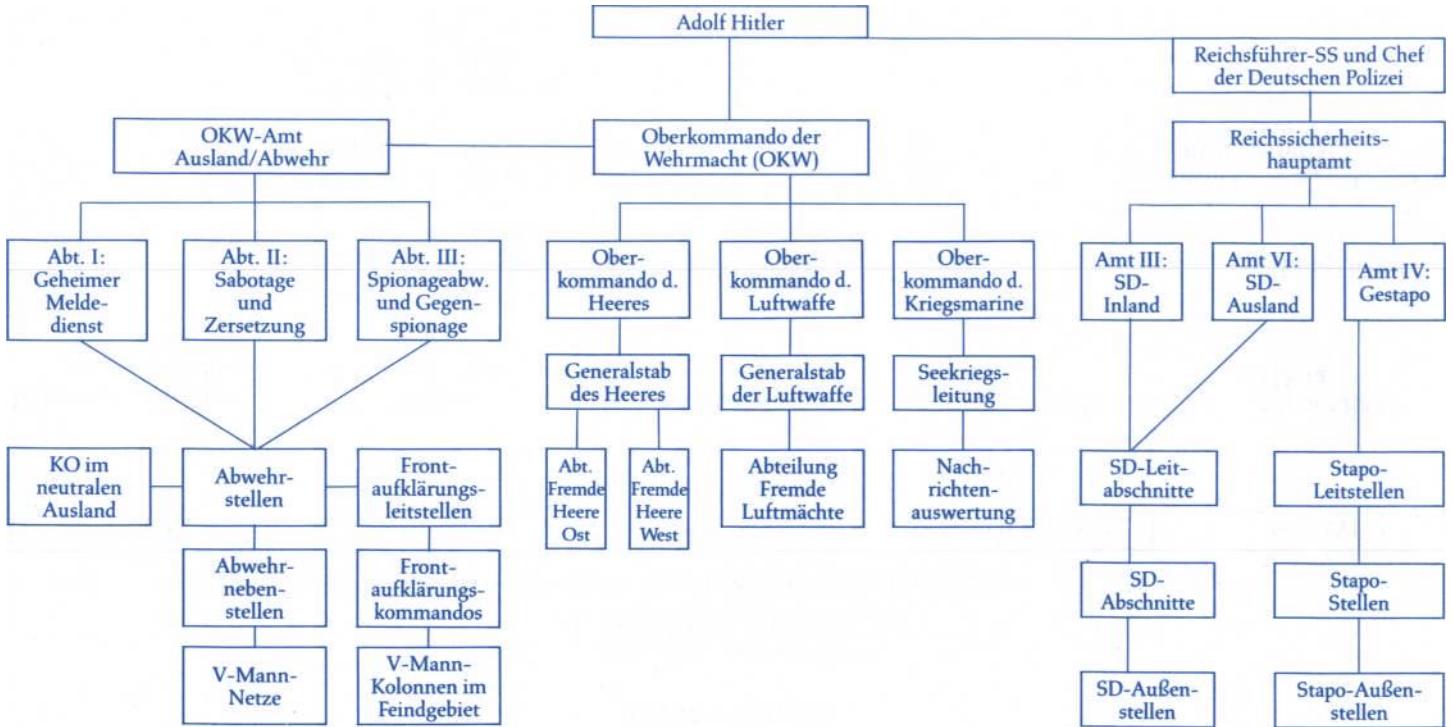 Adolf Hitler
Reichsführer-SS und Chef
der Deutschen Polizei
OKW-Amt
Ausland/Abwehr
Oberkommando der
Wehrmacht (OKW)
Reichssicherheits-
hauptamt
Abt. I:
Geheimer
Melde-
dienst
Abt. II:
Sabotage
und
Zersetzung
Abt. III:
Spionageabw.
und Gegen-
spionage
Ober-
kommando d.
Heeres
Ober-
kommando d.
Luftwaffe
Ober-
kommando d.
Kriegsmarine
Amt III:
SD-
Inland
Amt VI:
SD-
Ausland
Amt IV:
Gestapo
Generalstab
des Heeres
Generalstab
der Luftwaffe
Seekriegs-
leitung
KO im
neutralen
Ausland
Abwehr-
stellen
Front-
aufklärungs-
leitstellen
Abt.
Fremde
Heere
Ost
Abt.
Fremde
Heere
West
Abteilung
Fremde
Luftmächte
Nach-
richten-
auswertung
SD-Leit-
abschnitte
Stapo-
Leitstellen
Abwehr-
neben-
stellen
Front-
aufklärungs-
kommandos
SD-
Abschnitte
Stapo-
Stellen
V-Mann-
Netze
V-Mann-
Kolonnen im
Feindgebiet
SD-Außen-
stellen
Stapo-Außen-
stellen